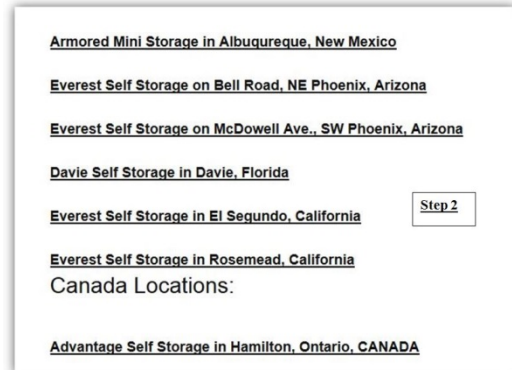 Armored Mini Storage in Albuqureque, New Mexico
Everest Self Storage on Bell Road, NE Phoenix, Arizona
Everest Self Storage on McDowell Ave., SW Phoenix, Arizona
Davie Self Storage in Davie, Florida
Everest Self Storage in El Segundo, California
Step 2
Everest Self Storage in Rosemead, California
Canada Locations:
Advantage Self Storage in Hamilton, Ontario, CANADA